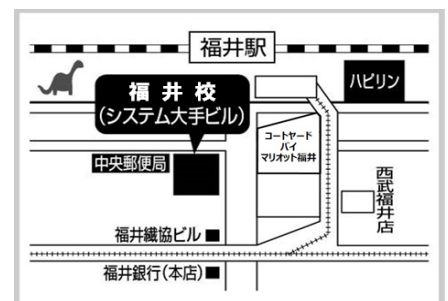 福井駅
ハピリン
福井校
(システム大手ビル)
コートヤード
バイ
マリオット福井
中央郵便局
西武福井店
福井繊協ビル
福井銀行(本店)